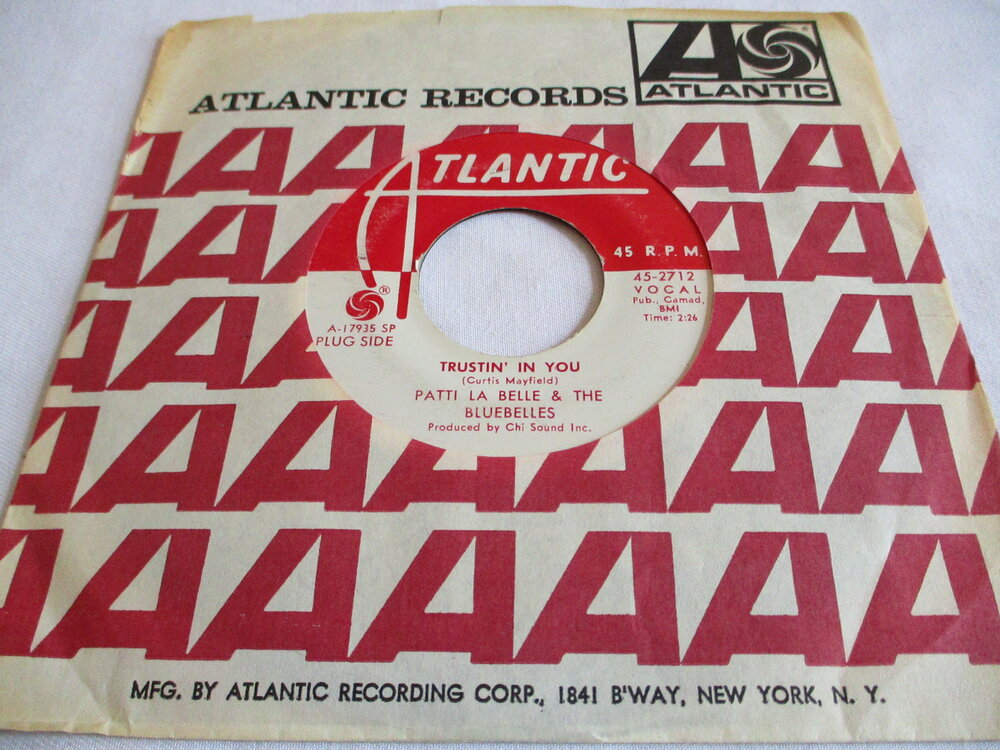 ATLANTIC RECORDS
ATLANTIC
ATLANTIC
45 R.P.M.
45-2712
VOCAL
Pub., Camad,
BMI
Time: 2:26
®
A-17935 SP
PLUG SIDE
TRUSTIN' IN YOU
(Curtis Mayfield)
PATTI LA BELLE & THE
BLUEBELLES
Produced by Chi Sound Inc.
MFG. BY ATLANTIC RECORDING CORP., 1841 B'WAY, NEW YORK, N. Y.